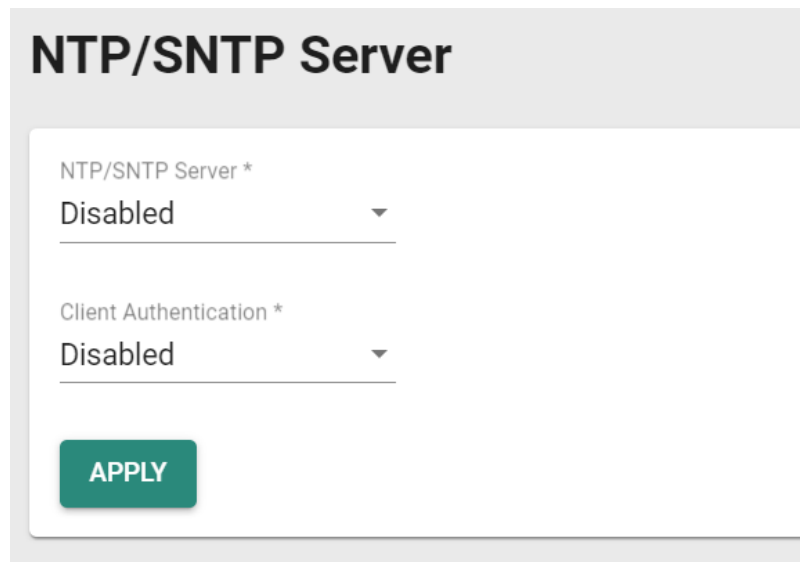 NTP/SNTP Server
NTP/SNTP Server *
Disabled
Client Authentication *
Disabled
APPLY